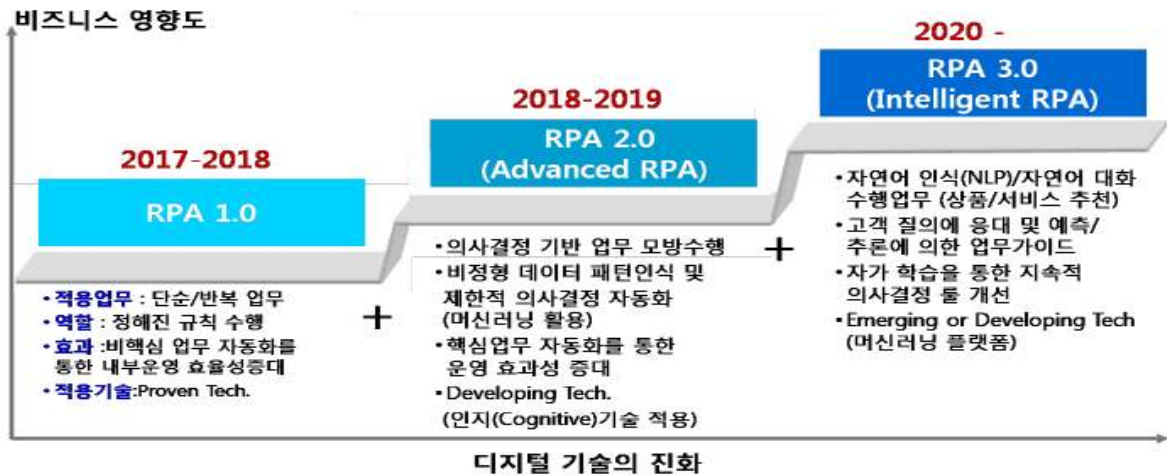 비즈니스 영향도
2017-2018
RPA 1.0
• 적용업무 : 단순/반복 업무
• 역할 : 정해진 규칙 수행
• 효과 :비핵심 업무 자동화를
통한 내부운영 효율성증대
• 적용기술:Proven Tech.
+
2018-2019
RPA 2.0
(Advanced RPA)
• 의사결정 기반 업무 모방수행
• 비정형 데이터 패턴인식 및
제한적 의사결정 자동화
(머신러닝 활용)
• 핵심업무 자동화를 통한
운영 효과성 증대
• Developing Tech.
(인지(Cognitive)기술 적용)
+
2020 -
RPA 3.0
(Intelligent RPA)
• 자연어 인식(NLP)/자연어 대화
수행업무 (상품/서비스 추천)
• 고객 질의에 응대 및 예측/
추론에 의한 업무가이드
• 자가 학습을 통한 지속적
의사결정 룰 개선
• Emerging or Developing Tech
(머신러닝 플랫폼)
디지털 기술의 진화